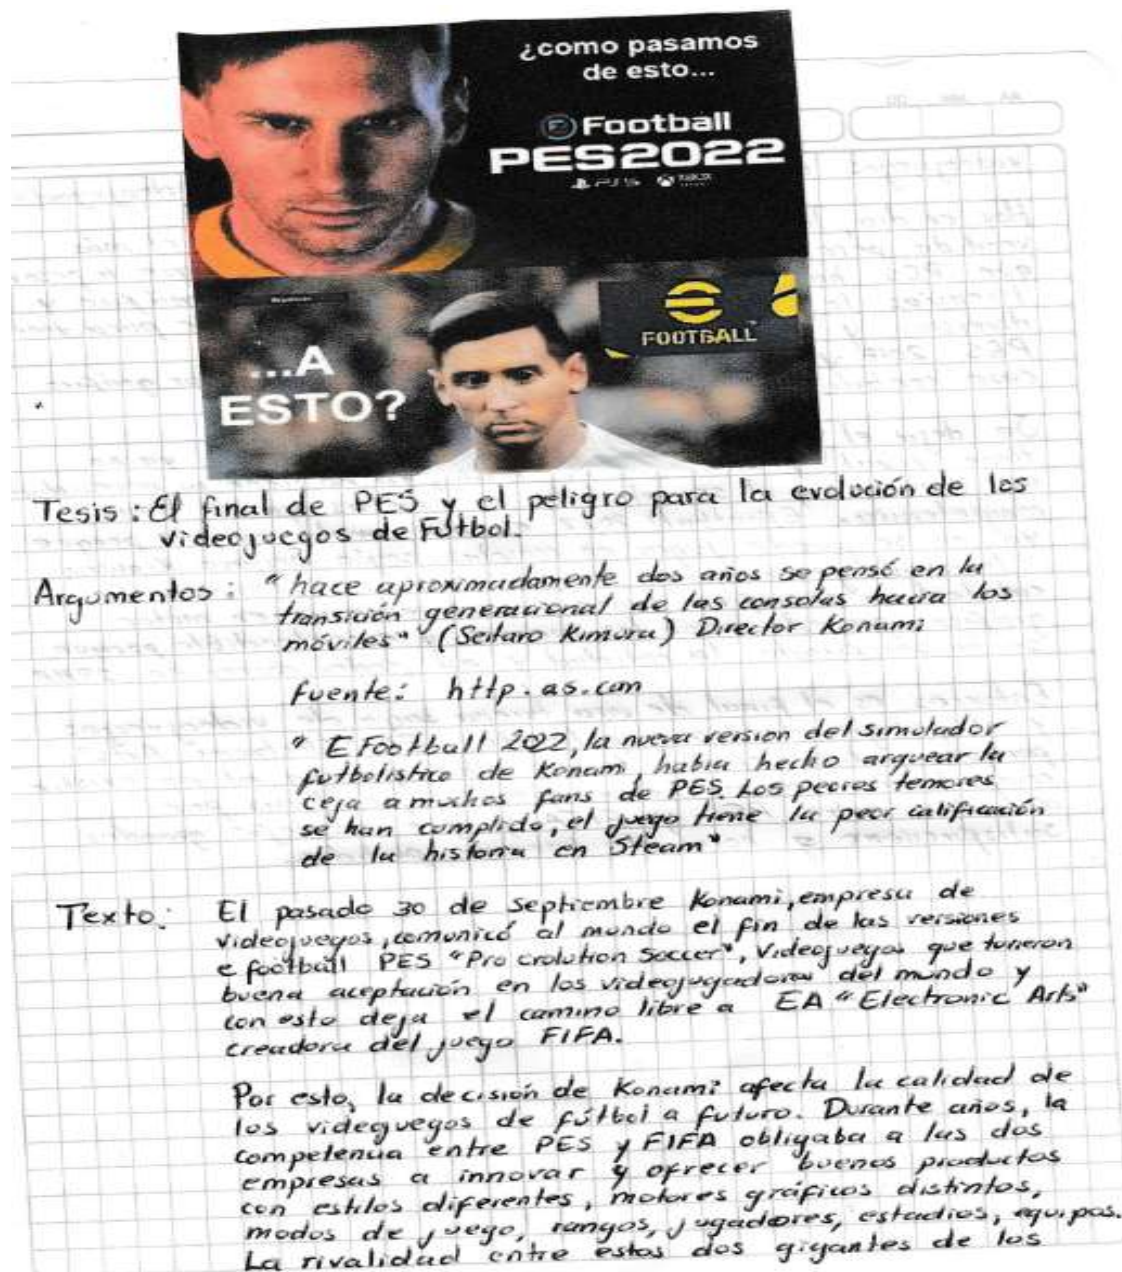 ¿como pasamos
de esto...
Football
PES2022
PS5 XBOX
...A
ESTO?
FOOTBALL
Tesis: El final de PES y el peligro para la evolución de los
videojuegos de Fútbol.
Argumentos: "hace aproximadamente dos años se pensó en la
transición generacional de las consolas hacia los
móviles" (Seitaro Kimura) Director Konami
fuente: http.as.com
"EFootball 2022, la nueva version del simulador
futbolistico de Konami, habia hecho arquear la
ceja a muchos fans de PES. Los peores temores
se han cumplido, el juego tiene la peor calificación
de la historia en Steam"
Texto: El pasado 30 de septiembre Konami, empresa de
videojuegos, comunicó al mundo el fin de las versiones
e football PES "Pro evolution Soccer", videojuegos que tuvieron
buena aceptación en los videojugadores del mundo y
con esto deja el camino libre a EA "Electronic Arts"
creadora del juego FIFA.
Por esto, la decisión de Konami afecta la calidad de
los videojuegos de fútbol a futuro. Durante años, la
competencia entre PES y FIFA obligaba a las dos
empresas a innovar y ofrecer buenos productos
con estilos diferentes, motores gráficos distintos,
modos de juego, rangos, jugadores, estadios, equipos.
La rivalidad entre estos dos gigantes de los